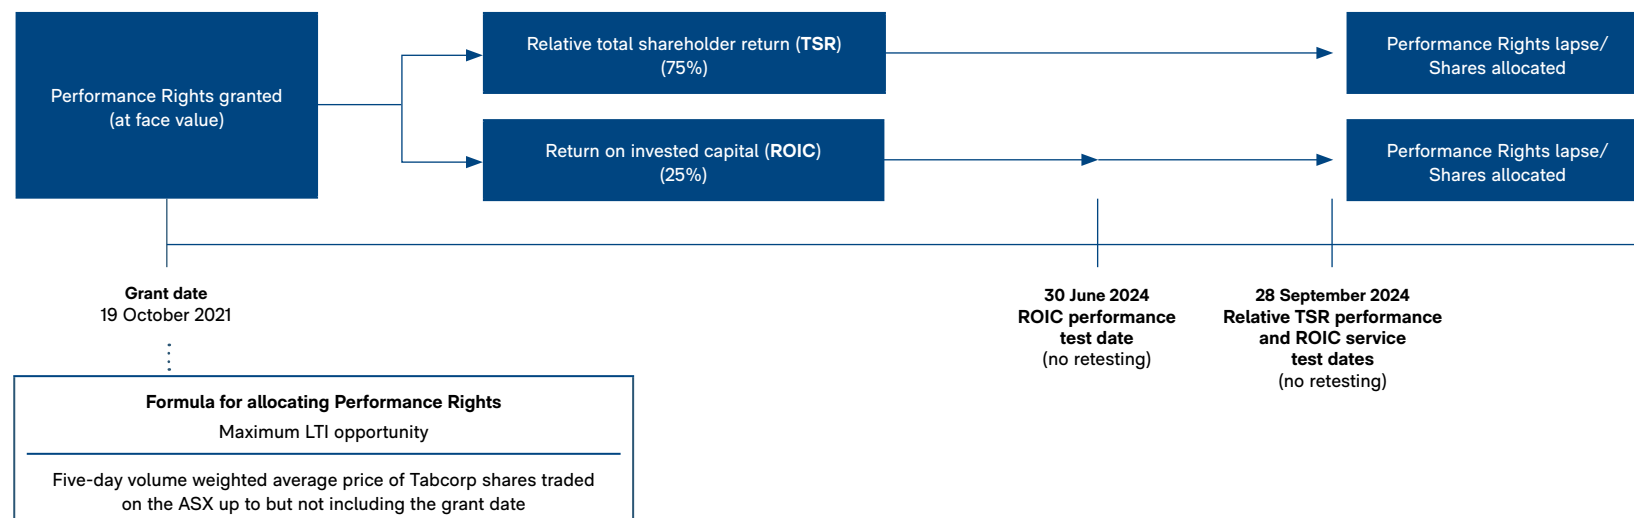 Performance Rights granted
(at face value)
Relative total shareholder return (TSR)
(75%)
Performance Rights lapse/
Shares allocated
Return on invested capital (ROIC)
(25%)
Performance Rights lapse/
Shares allocated
Grant date
19 October 2021
30 June 2024
ROIC performance
test date
(no retesting)
28 September 2024
Relative TSR performance
and ROIC service
test dates
(no retesting)
Formula for allocating Performance Rights
Maximum LTI opportunity
Five-day volume weighted average price of Tabcorp shares traded
on the ASX up to but not including the grant date